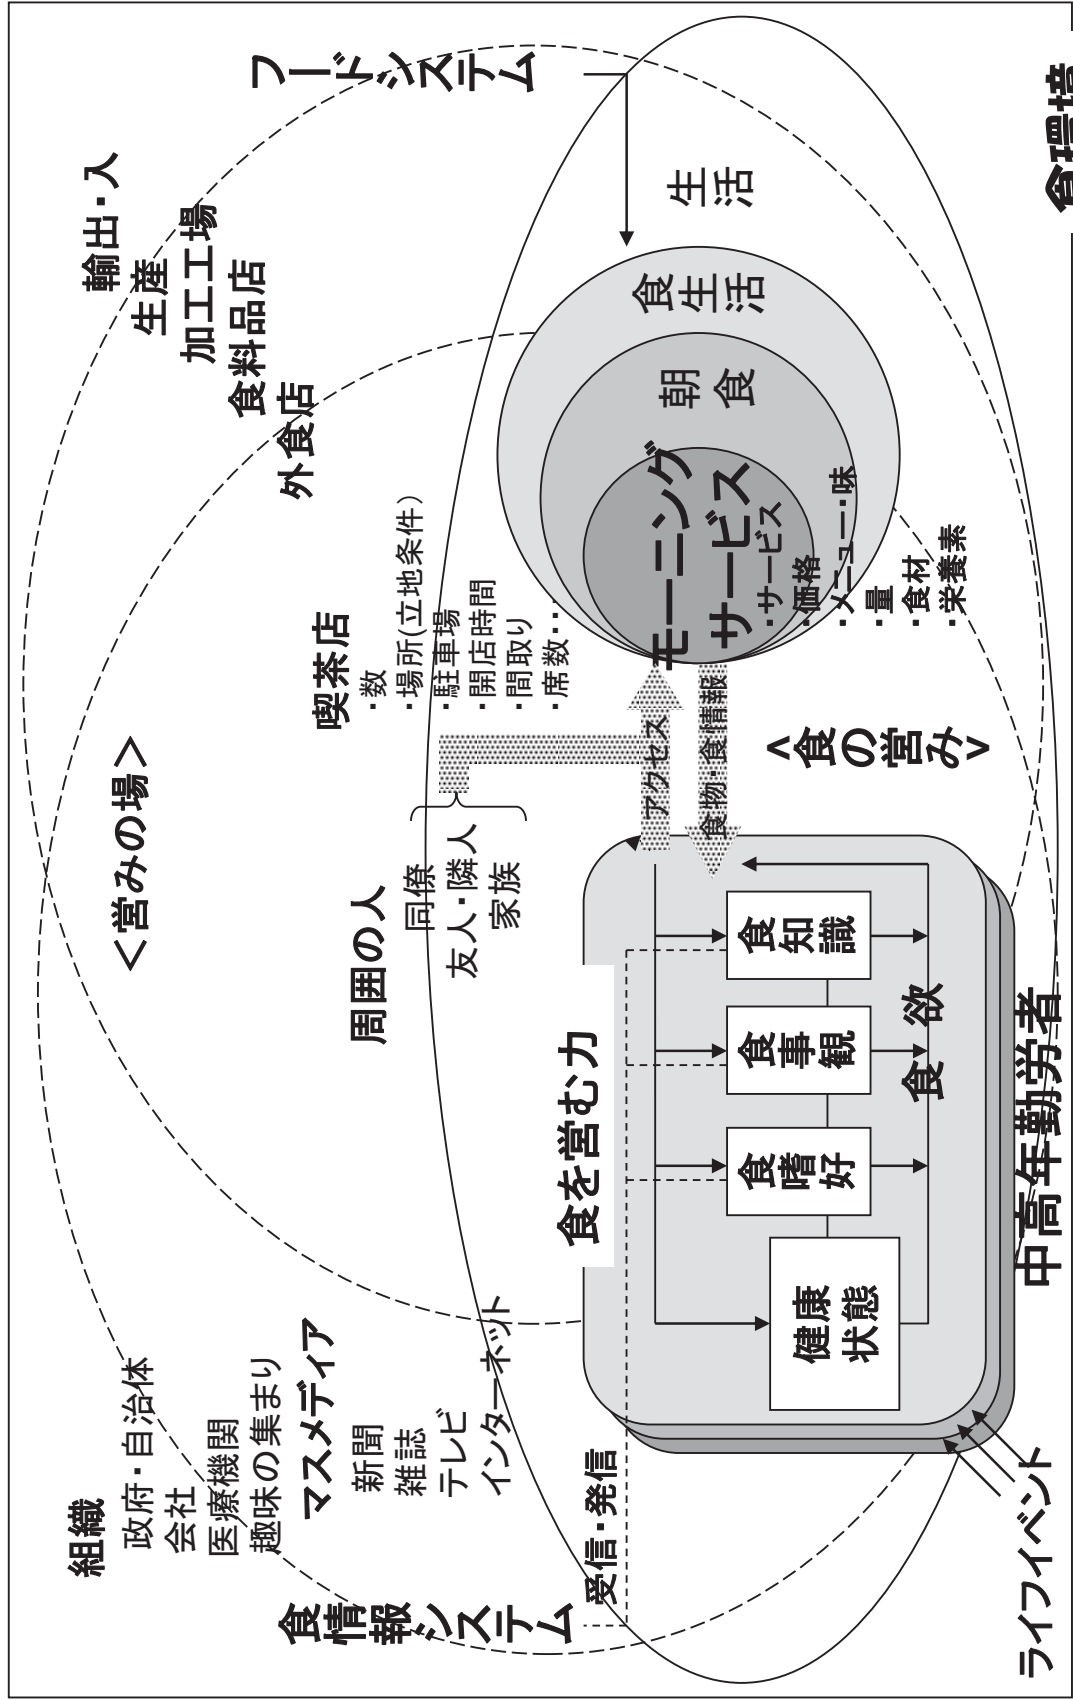 組織
政府・自治体
会社
医療機関
趣味の集まり
マスメディア
新聞
雑誌
テレビ
インターネット
食情報
システム
受信・発信
＜営みの場＞
周囲の人
同僚
友人・隣人
家族
喫茶店
・数
・場所(立地条件)
・駐車場
・開店時間
・間取り
・席数…
輸出・入
生産
加工工場
食料品店
外食店
フードシステム
生活
食生活
朝食
モーニング
サービス
・サービス
・価格
・メニュー・味
・量
・食材
・栄養素
アクセス
食物・食情報
<食の営み>
食を営む力
健康
状態
食
嗜
好
食
事
観
食
知
識
食 欲
中高年勤労者
ライフイベント
食環境